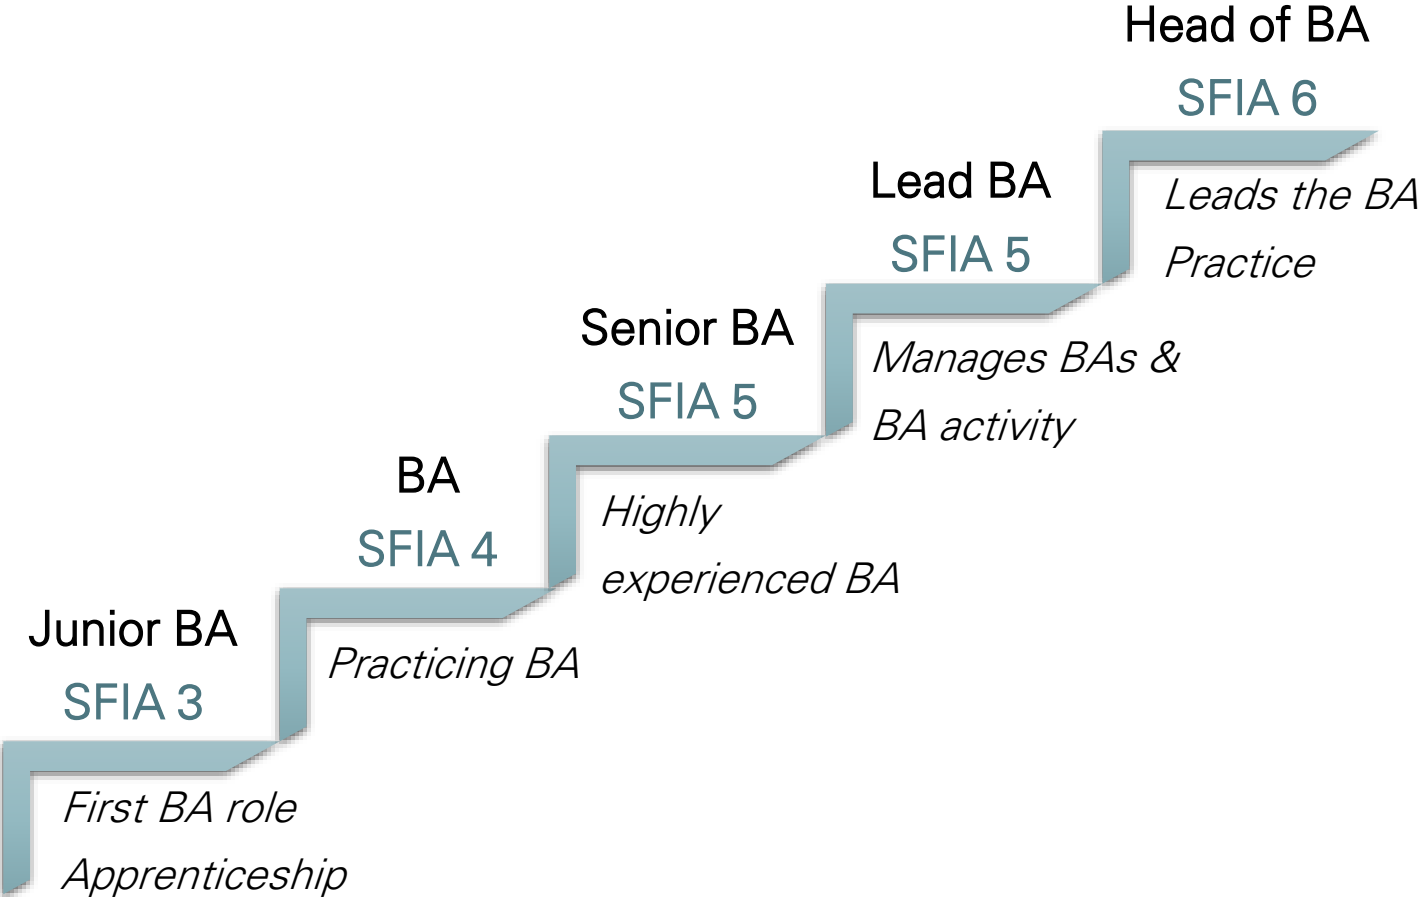 Head of BA
SFIA 6
Leads the BA
Practice
Lead BA
SFIA 5
Manages BAs &
BA activity
Senior BA
SFIA 5
Highly
experienced BA
BA
SFIA 4
Practicing BA
Junior BA
SFIA 3
First BA role
Apprenticeship